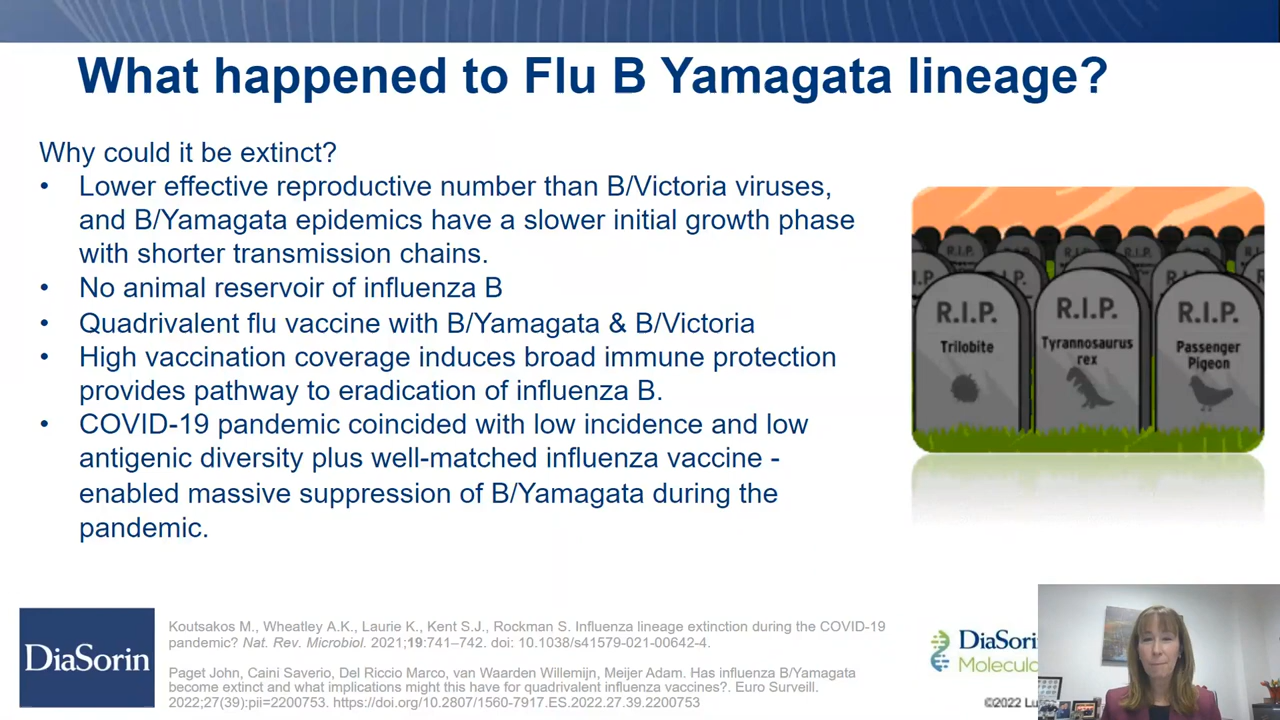 What happened to Flu B Yamagata lineage?
Why could it be extinct?
• Lower effective reproductive number than B/Victoria viruses,
and B/Yamagata epidemics have a slower initial growth phase
with shorter transmission chains.
• No animal reservoir of influenza B
• Quadrivalent flu vaccine with B/Yamagata & B/Victoria
• High vaccination coverage induces broad immune protection
provides pathway to eradication of influenza B.
• COVID-19 pandemic coincided with low incidence and low
antigenic diversity plus well-matched influenza vaccine -
enabled massive suppression of B/Yamagata during the
pandemic.
R.I.P.
R.I.P.
R.I.P.
R.I.P.
R.I.P.
R.I.P.
R.I.P.
Trilobite
R.I.P.
Tyrannosaurus
rex
R.I.P.
Passenger
Pigeon
DiaSorin
Koutsakos M., Wheatley A.K., Laurie K., Kent S.J., Rockman S. Influenza lineage extinction during the COVID-19
pandemic? Nat. Rev. Microbiol. 2021;19:741–742. doi: 10.1038/s41579-021-00642-4.
Paget John, Caini Saverio, Del Riccio Marco, van Waarden Willemijn, Meijer Adam. Has influenza B/Yamagata
become extinct and what implications might this have for quadrivalent influenza vaccines?. Euro Surveill.
2022;27(39):pii=2200753. https://doi.org/10.2807/1560-7917.ES.2022.27.39.2200753
DiaSori
Molecul
©2022 Lu